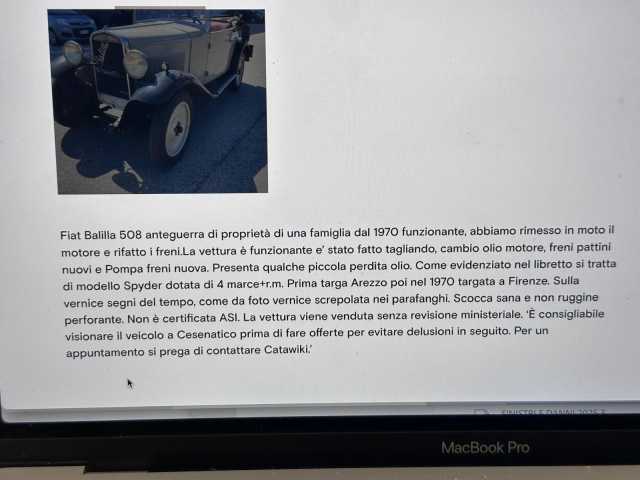 Fiat Balilla 508 anteguerra di proprietà di una famiglia dal 1970 funzionante, abbiamo rimesso in moto il
motore e rifatto i freni.La vettura è funzionante e' stato fatto tagliando, cambio olio motore, freni pattini
nuovi e Pompa freni nuova. Presenta qualche piccola perdita olio. Come evidenziato nel libretto si tratta
di modello Spyder dotata di 4 marce+r.m. Prima targa Arezzo poi nel 1970 targata a Firenze. Sulla
vernice segni del tempo, come da foto vernice screpolata nei parafanghi. Scocca sana e non ruggine
perforante. Non è certificata ASI. La vettura viene venduta senza revisione ministeriale. 'È consigliabile
visionare il veicolo a Cesenatico prima di fare offerte per evitare delusioni in seguito. Per un
appuntamento si prega di contattare Catawiki.'
MacBook Pro